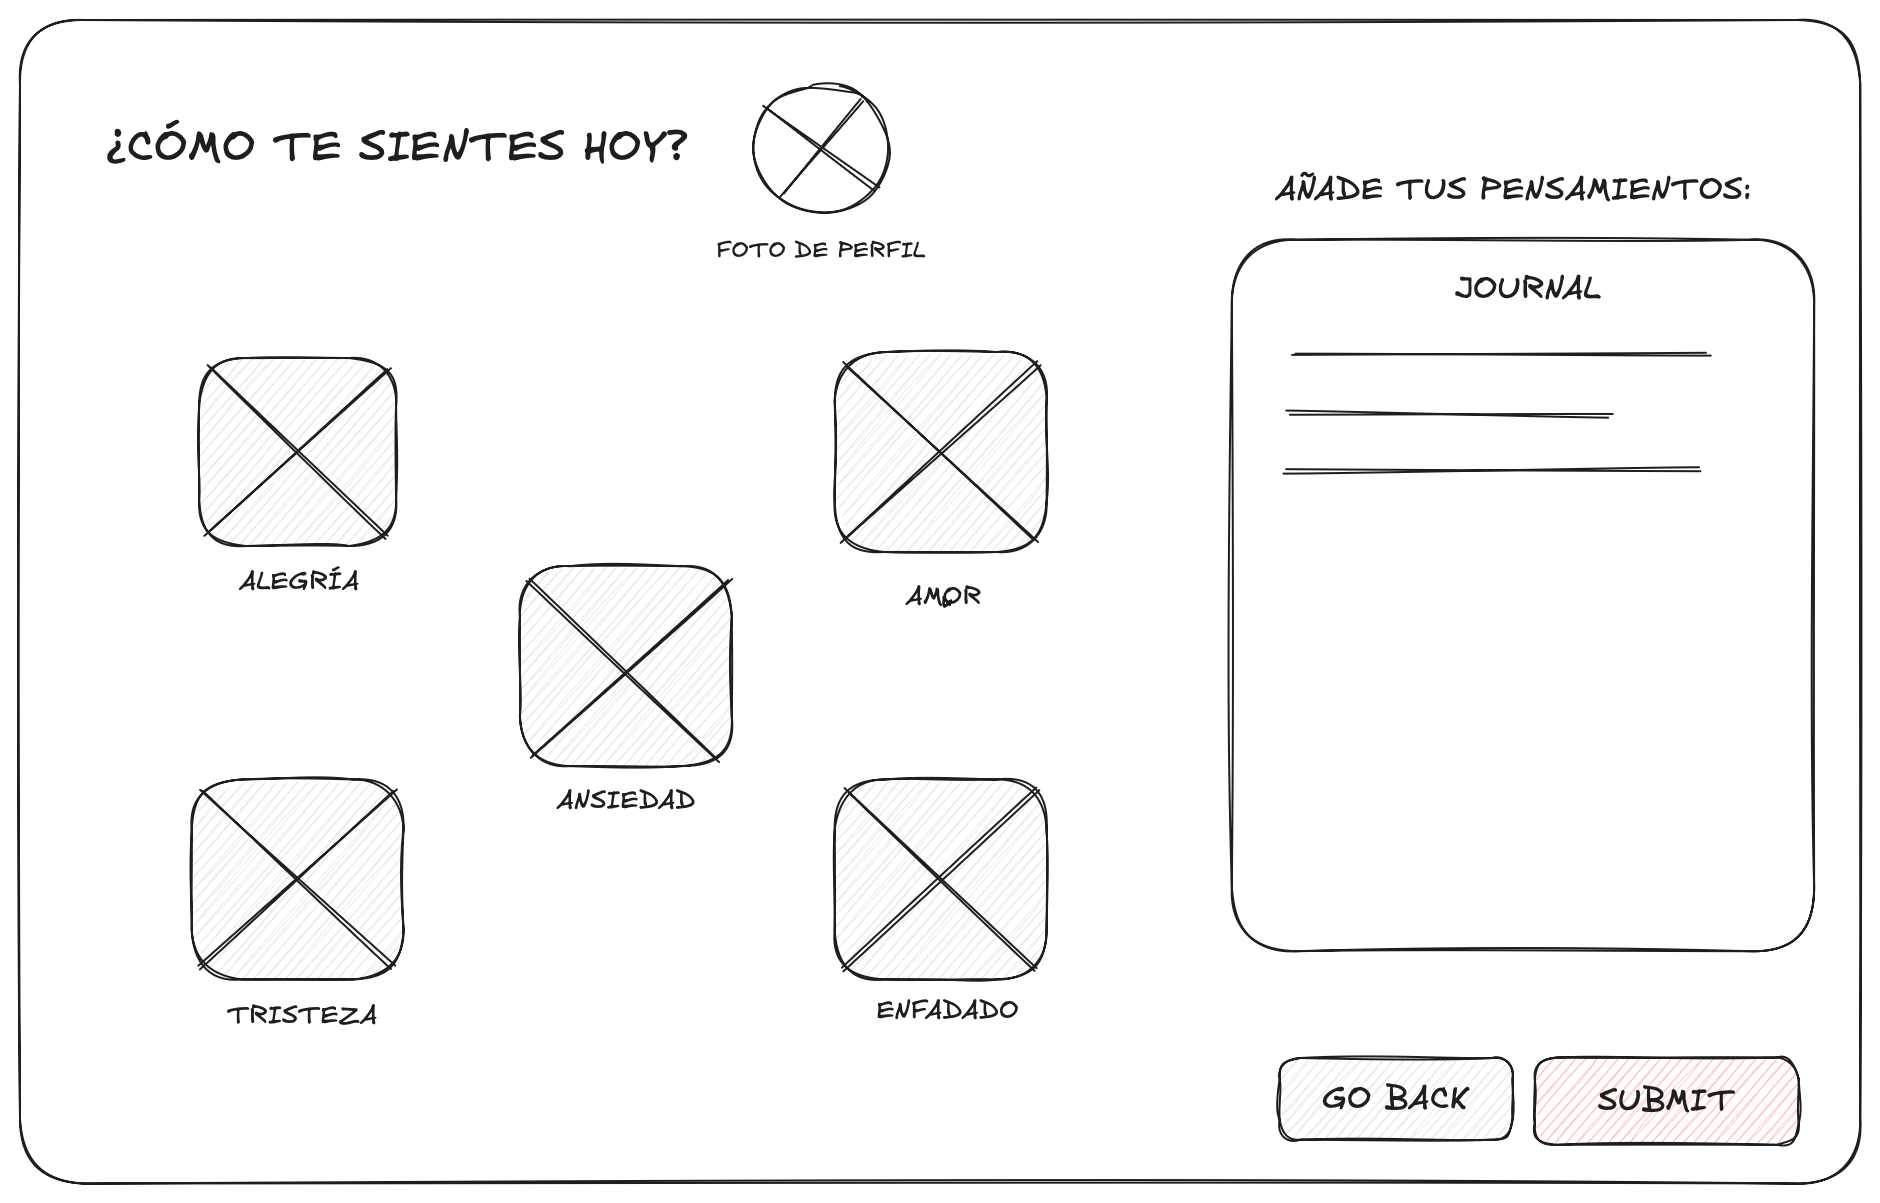 ¿CÓMO TE SIENTES HOY?
FOTO DE PERFIL
ALEGRÍA
AMOR
ANSIEDAD
TRISTEZA
ENFADADO
AÑADE TUS PENSAMIENTOS:
JOURNAL
GO BACK
SUBMIT